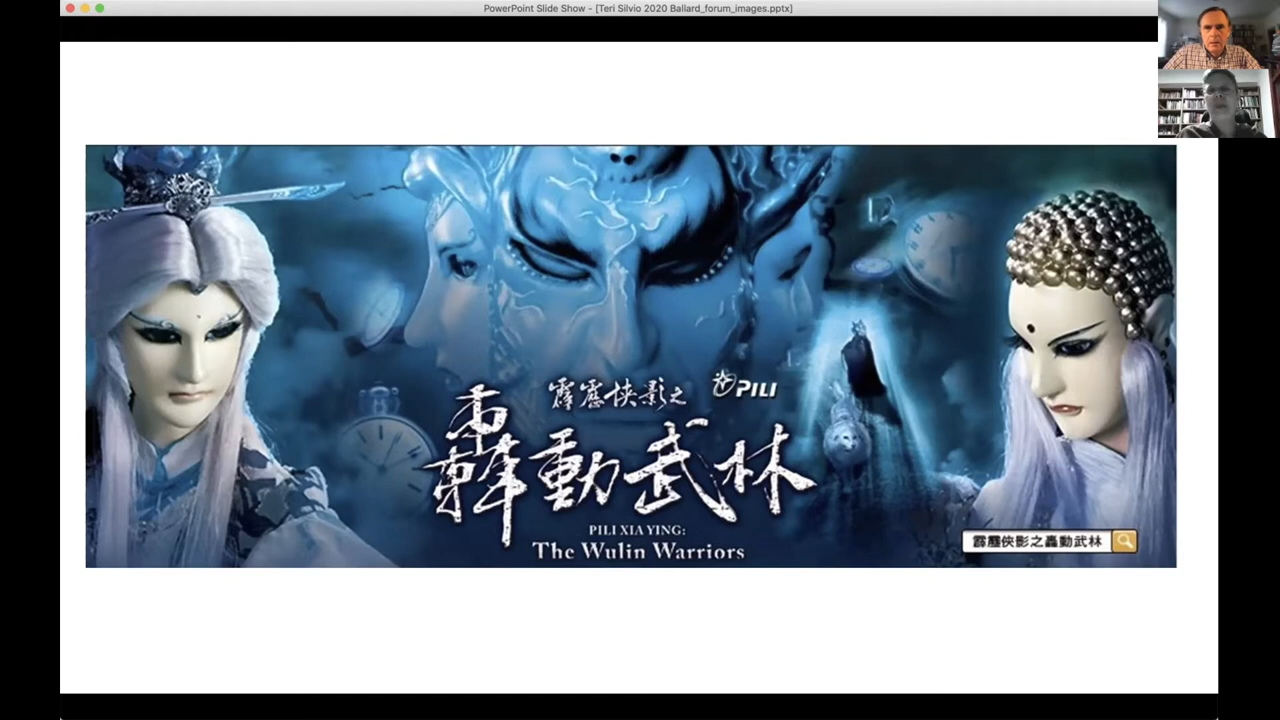 PowerPoint Slide Show - [Teri Silvio 2020 Ballard_forum_images.pptx]
霹靂俠影之 PILI
轟動武林
PILI XIA YING:
The Wulin Warriors
霹靂俠影之轟動武林